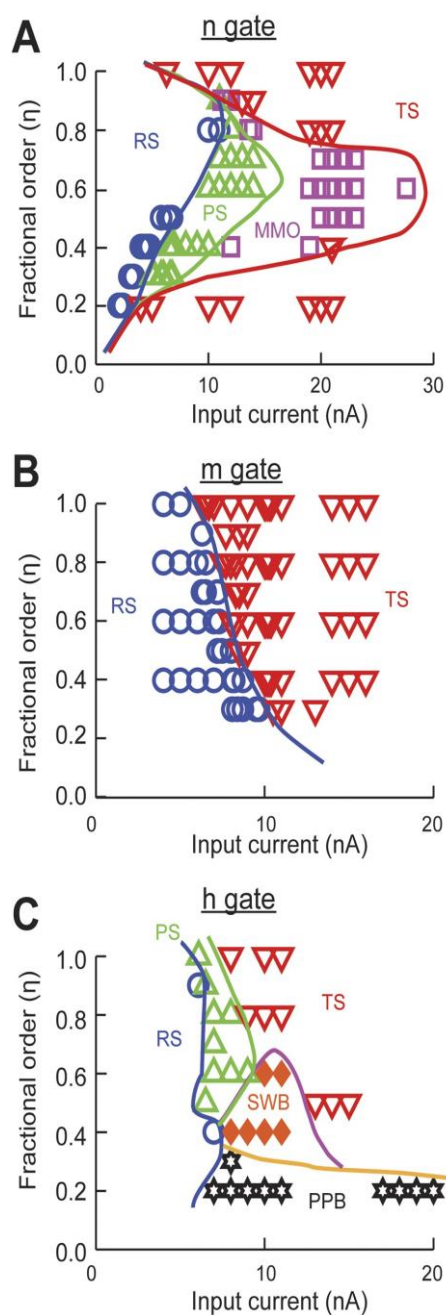 A
n gate
Fractional order (η)
1.0
0.8
0.6
0.4
0.2
0.0
RS
PS
MMO
TS
0
10
20
30
Input current (nA)
B
m gate
Fractional order (η)
1.0
0.8
0.6
0.4
0.2
0.0
RS
TS
0
10
20
Input current (nA)
C
h gate
Fractional order (η)
1.0
0.8
0.6
0.4
0.2
0.0
PS
RS
TS
SWB
PPB
0
10
20
Input current (nA)